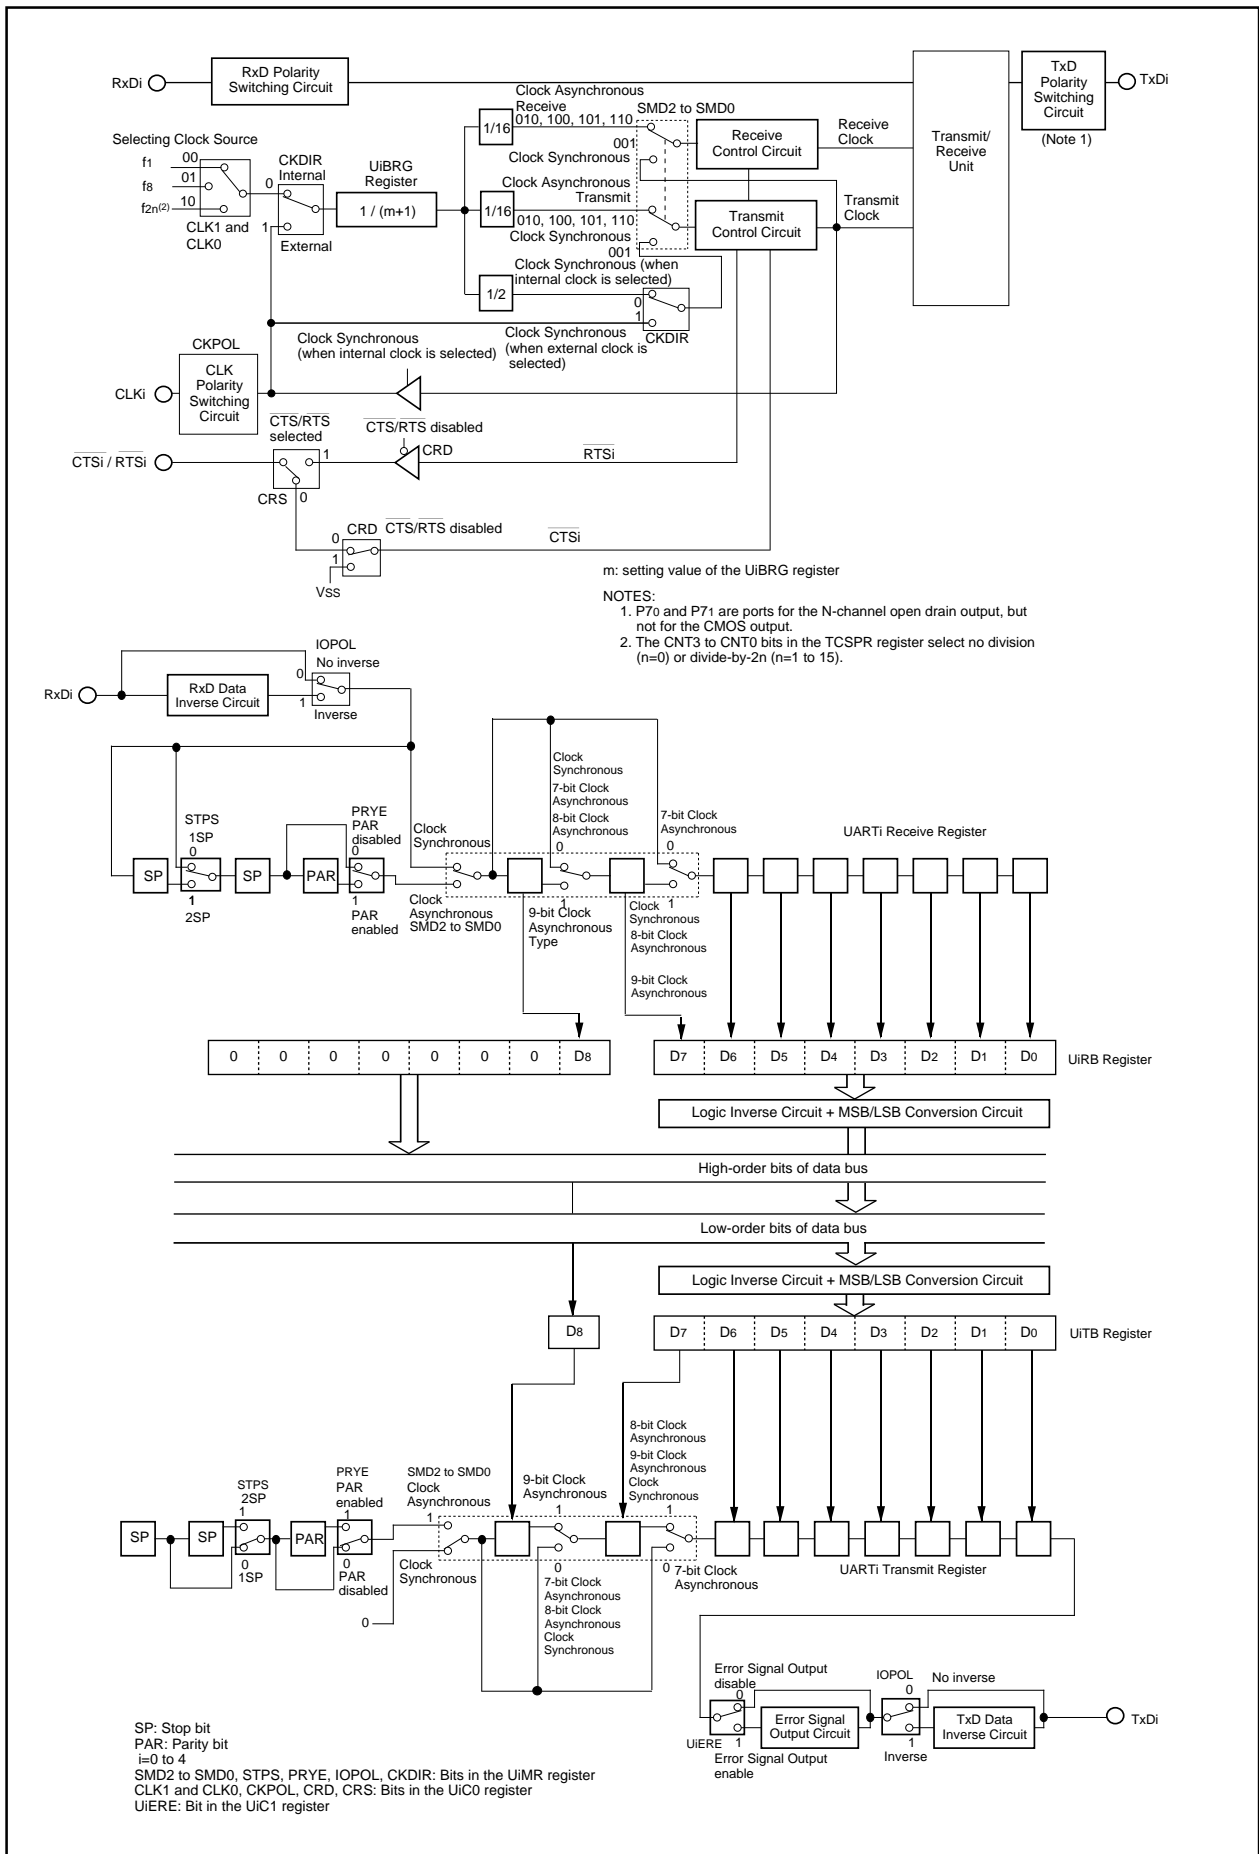 RxDi
RxD Polarity
Switching Circuit
TxD
Polarity
Switching
Circuit
TxDi
(Note 1)
Clock Asynchronous
Receive
010, 100, 101, 110
SMD2 to SMD0
1/16
Receive
Control Circuit
Receive
Clock
Transmit/
Receive
Unit
Selecting Clock Source
f1
00
f8
01
f2n(2)
10
CLK1 and
CLK0
CKDIR
Internal
0
1
External
UiBRG
Register
1 / (m+1)
001
Clock Synchronous
Clock Asynchronous
Transmit
1/16
010, 100, 101, 110
Clock Synchronous
001
Transmit
Control Circuit
Transmit
Clock
Clock Synchronous (when
internal clock is selected)
1/2
0
1
CKDIR
Clock Synchronous
(when internal clock is selected)
Clock Synchronous
(when external clock is
selected)
CKPOL
CLKi
CLK
Polarity
Switching
Circuit
CTS/RTS
selected
CTS/RTS disabled
CTSi / RTSi
1
CRD
RTSi
CRS
0
CRD
CTS/RTS disabled
0
1
CTSi
VSS
m: setting value of the UiBRG register
NOTES:
1. P70 and P71 are ports for the N-channel open drain output, but
not for the CMOS output.
2. The CNT3 to CNT0 bits in the TCSPR register select no division
(n=0) or divide-by-2n (n=1 to 15).
IOPOL
No inverse
0
RxDi
RxD Data
Inverse Circuit
1
Inverse
Clock
Synchronous
7-bit Clock
Asynchronous
8-bit Clock
Asynchronous
0
7-bit Clock
Asynchronous
0
UARTi Receive Register
STPS
1SP
0
PRYE
PAR
disabled
0
Clock
Synchronous
SP
SP
PAR
1
2SP
1
PAR
enabled
Clock
Asynchronous
SMD2 to SMD0
1
9-bit Clock
Asynchronous
Type
1
Clock
Synchronous
8-bit Clock
Asynchronous
9-bit Clock
Asynchronous
0 0 0 0 0 0 0 D8
D7 D6 D5 D4 D3 D2 D1 D0
UiRB Register
Logic Inverse Circuit + MSB/LSB Conversion Circuit
High-order bits of data bus
Low-order bits of data bus
Logic Inverse Circuit + MSB/LSB Conversion Circuit
D8
D7 D6 D5 D4 D3 D2 D1 D0
UiTB Register
8-bit Clock
Asynchronous
9-bit Clock
Asynchronous
Clock
Synchronous
1
STPS
2SP
1
PRYE
PAR
enabled
1
SMD2 to SMD0
Clock
Asynchronous
1
9-bit Clock
Asynchronous
1
SP
SP
PAR
0
1SP
0
PAR
disabled
Clock
Synchronous
0
0
7-bit Clock
Asynchronous
8-bit Clock
Asynchronous
Clock
Synchronous
0
7-bit Clock
Asynchronous
UARTi Transmit Register
Error Signal Output
disable
0
IOPOL
0
No inverse
Error Signal
Output Circuit
TxD Data
Inverse Circuit
TxDi
UiERE
1
Error Signal Output
enable
1
Inverse
SP: Stop bit
PAR: Parity bit
i=0 to 4
SMD2 to SMD0, STPS, PRYE, IOPOL, CKDIR: Bits in the UiMR register
CLK1 and CLK0, CKPOL, CRD, CRS: Bits in the UiC0 register
UiERE: Bit in the UiC1 register